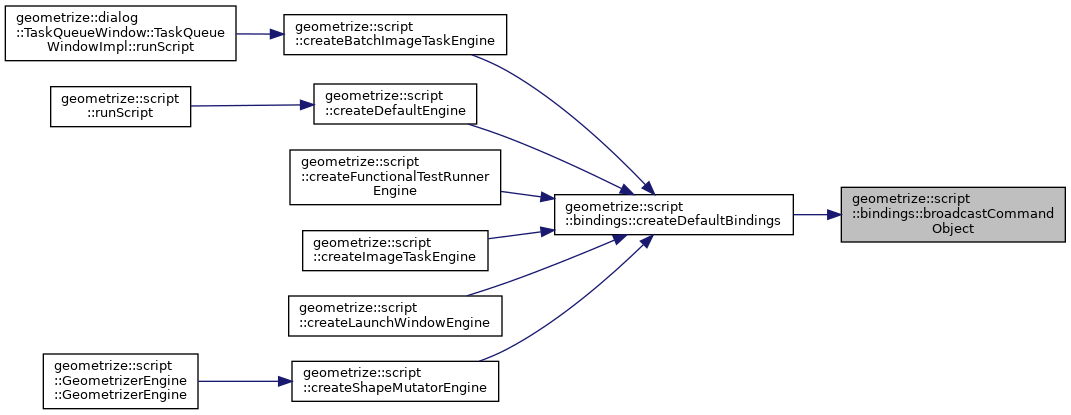 geometrize::dialog
::TaskQueueWindow::TaskQueue
WindowImpl::runScript
geometrize::script
::createBatchImageTaskEngine
geometrize::script
::runScript
geometrize::script
::createDefaultEngine
geometrize::script
::createFunctionalTestRunner
Engine
geometrize::script
::createImageTaskEngine
geometrize::script
::createLaunchWindowEngine
geometrize::script
::GeometrizerEngine
::GeometrizerEngine
geometrize::script
::createShapeMutatorEngine
geometrize::script
::bindings::createDefaultBindings
geometrize::script
::bindings::broadcastCommand
Object